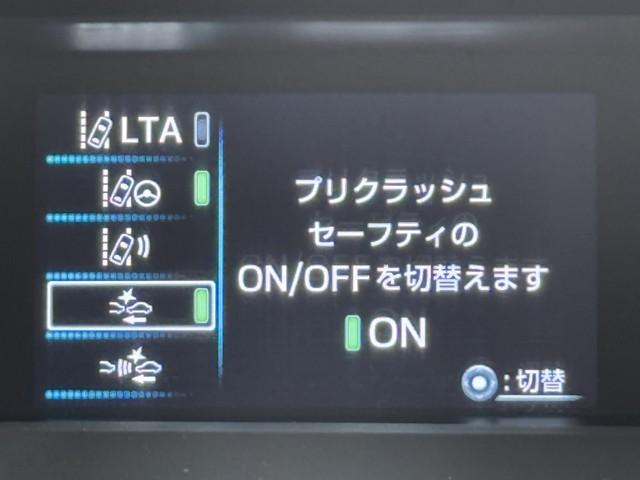 LTA
プリクラッシュ
セーフティの
ON/OFFを切替えます
ON
:切替